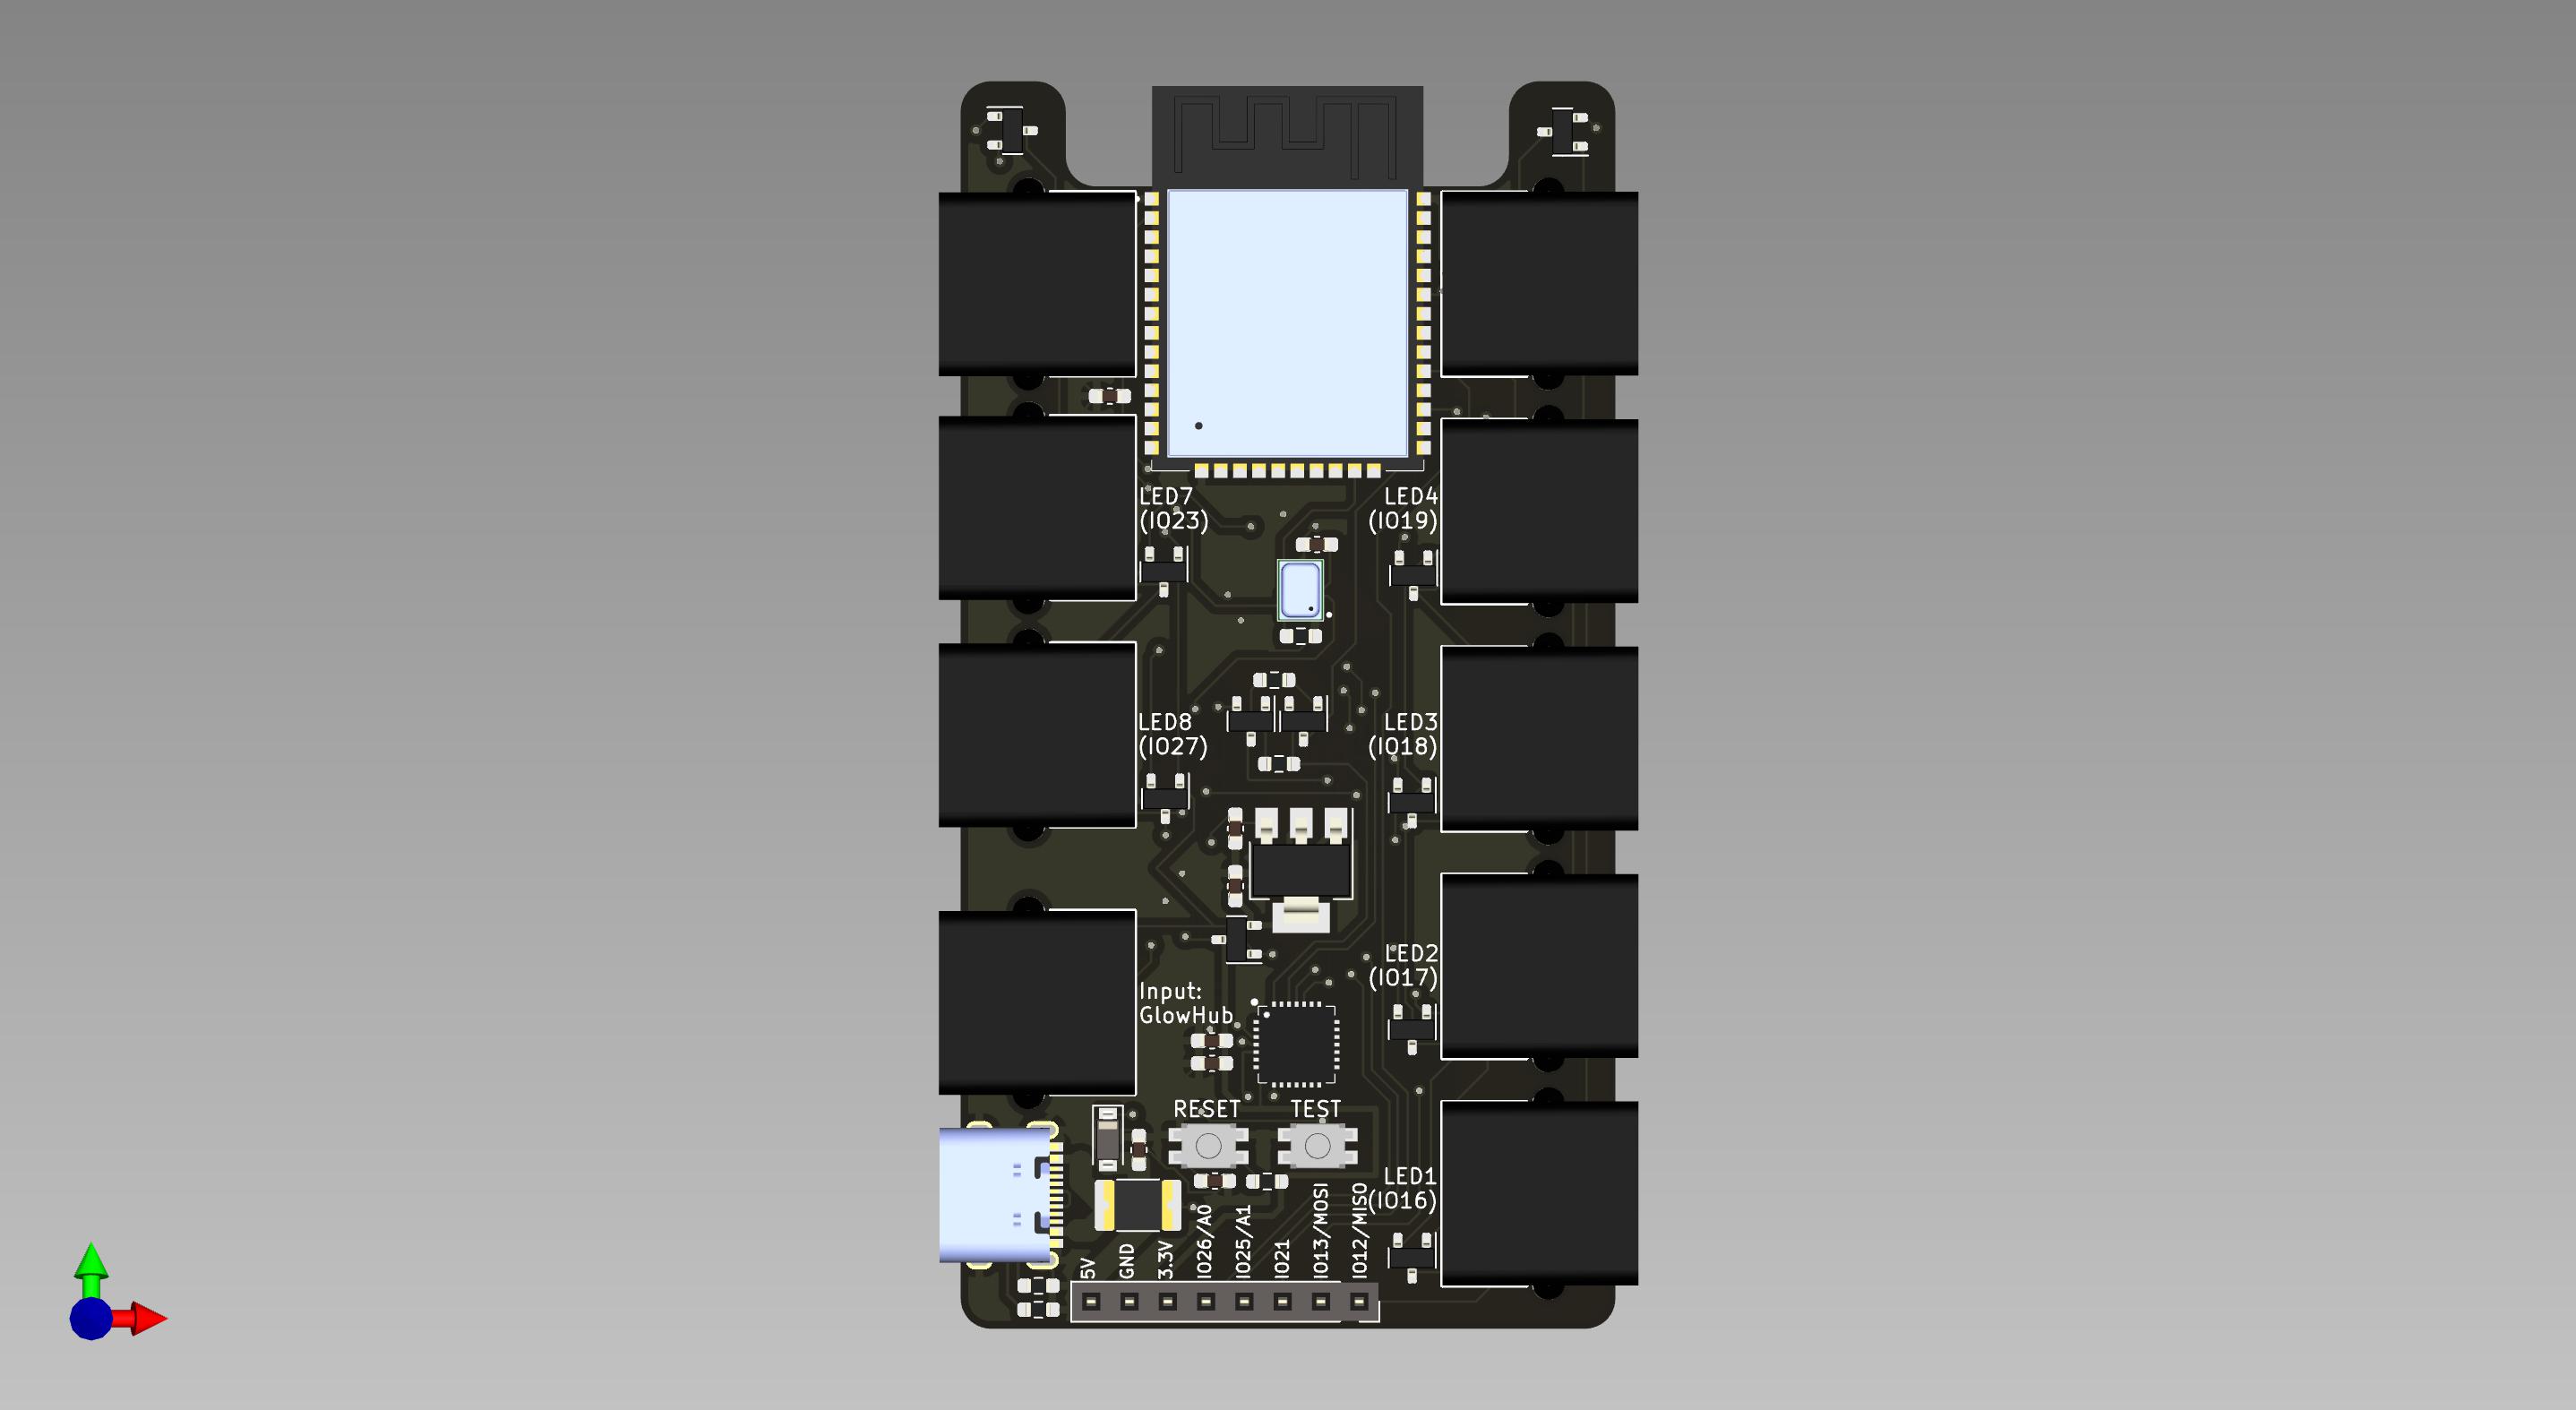 LED7
(IO23)
LED4
(IO19)
LED8
(IO27)
LED3
(IO18)
LED2
(IO17)
Input:
GlowHub
RESET
TEST
LED1
(IO16)
5V
GND
3.3V
IO26/A0
IO25/A1
IO21
IO13/MOSI
IO12/MISO